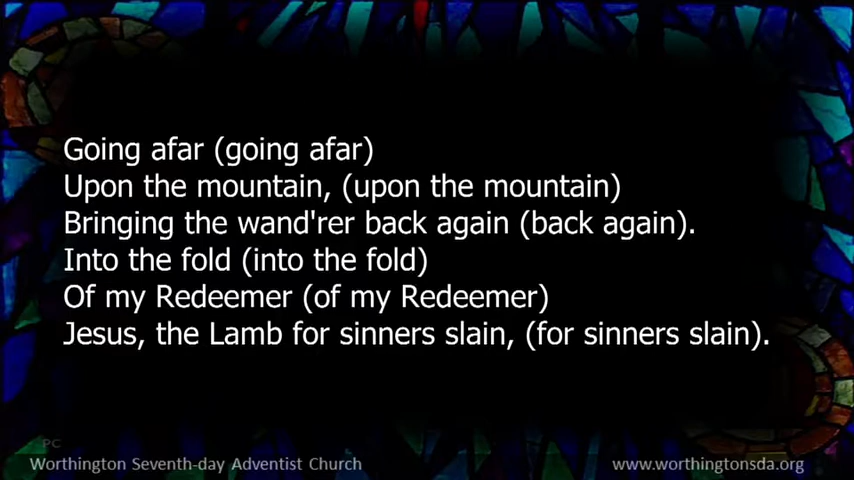 Going afar (going afar)
Upon the mountain, (upon the mountain)
Bringing the wand'rer back again (back again).
Into the fold (into the fold)
Of my Redeemer (of my Redeemer)
Jesus, the Lamb for sinners slain, (for sinners slain).
PC
Worthington Seventh-day Adventist Church
www.worthingtonsda.org